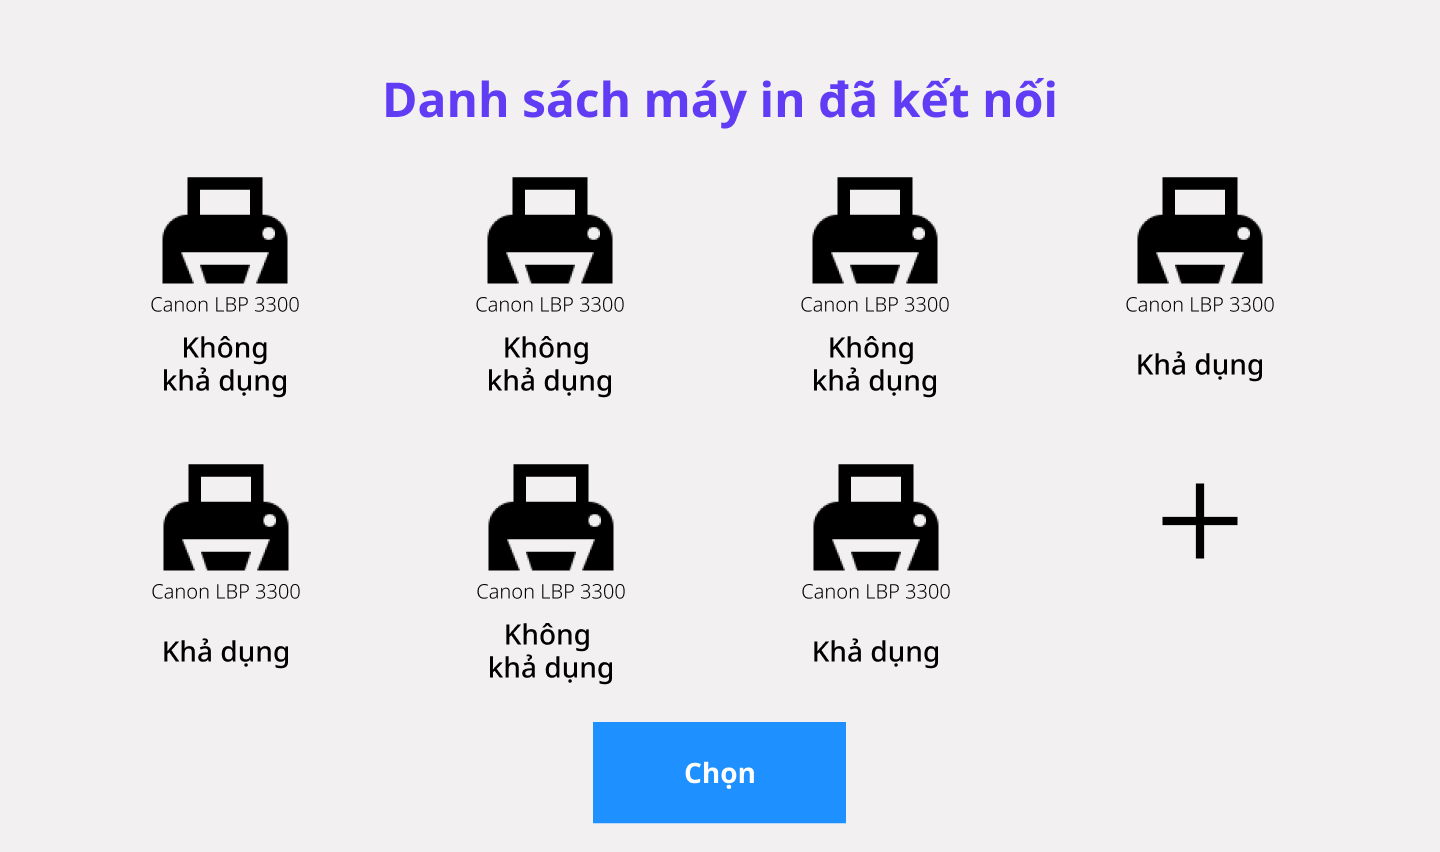 Danh sách máy in đã kết nối
Canon LBP 3300
Canon LBP 3300
Canon LBP 3300
Canon LBP 3300
Không
khả dụng
Không
khả dụng
Không
khả dụng
Khả dụng
Canon LBP 3300
Canon LBP 3300
Canon LBP 3300
Khả dụng
Không
khả dụng
Khả dụng
Chọn